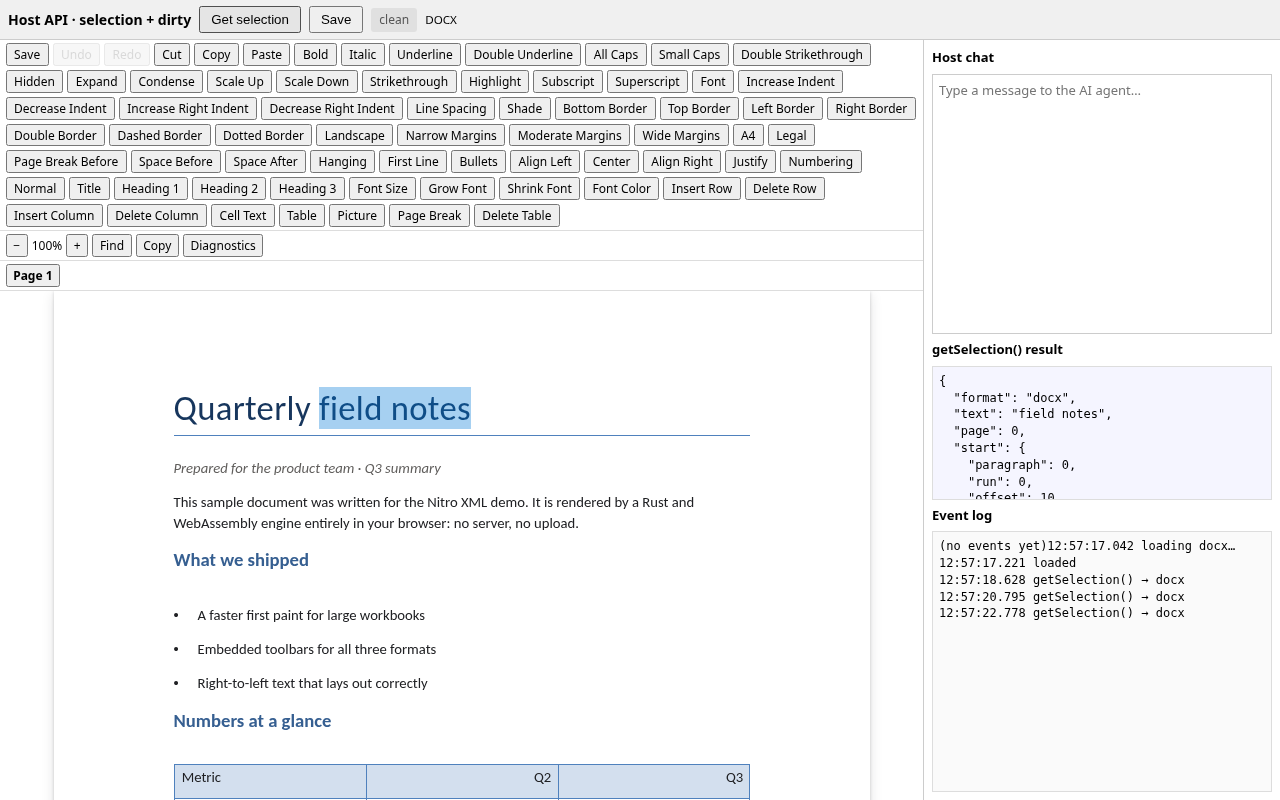 Host API · selection + dirty Get selection Save clean DOCX
Save Undo Redo Cut Copy Paste Bold Italic Underline Double Underline All Caps Small Caps Double Strikethrough
Hidden Expand Condense Scale Up Scale Down Strikethrough Highlight Subscript Superscript Font Increase Indent
Decrease Indent Increase Right Indent Decrease Right Indent Line Spacing Shade Bottom Border Top Border Left Border Right Border
Double Border Dashed Border Dotted Border Landscape Narrow Margins Moderate Margins Wide Margins A4 Legal
Page Break Before Space Before Space After Hanging First Line Bullets Align Left Center Align Right Justify Numbering
Normal Title Heading 1 Heading 2 Heading 3 Font Size Grow Font Shrink Font Font Color Insert Row Delete Row
Insert Column Delete Column Cell Text Table Picture Page Break Delete Table
− 100% + Find Copy Diagnostics
Page 1
Quarterly field notes
Prepared for the product team · Q3 summary
This sample document was written for the Nitro XML demo. It is rendered by a Rust and
WebAssembly engine entirely in your browser: no server, no upload.
What we shipped
• A faster first paint for large workbooks
• Embedded toolbars for all three formats
• Right-to-left text that lays out correctly
Numbers at a glance
Metric Q2 Q3
Host chat
Type a message to the AI agent…
getSelection() result
{
"format": "docx",
"text": "field notes",
"page": 0,
"start": {
"paragraph": 0,
"run": 0,
"offset": 10
Event log
(no events yet)12:57:17.042 loading docx…
12:57:17.221 loaded
12:57:18.628 getSelection() → docx
12:57:20.795 getSelection() → docx
12:57:22.778 getSelection() → docx